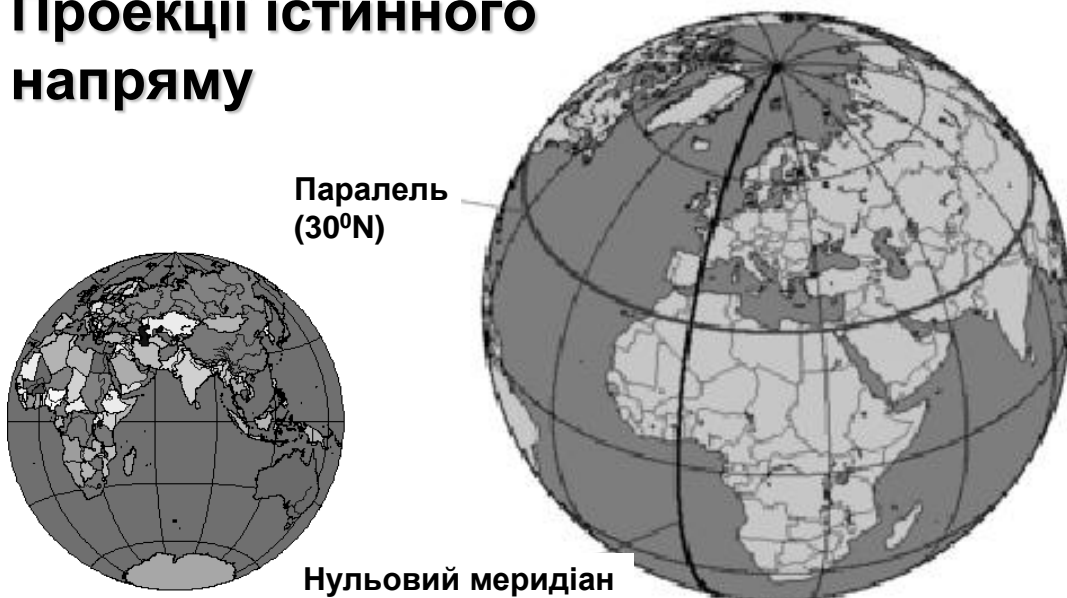 Проекції істинного
напряму
Паралель
(30⁰N)
Нульовий меридіан